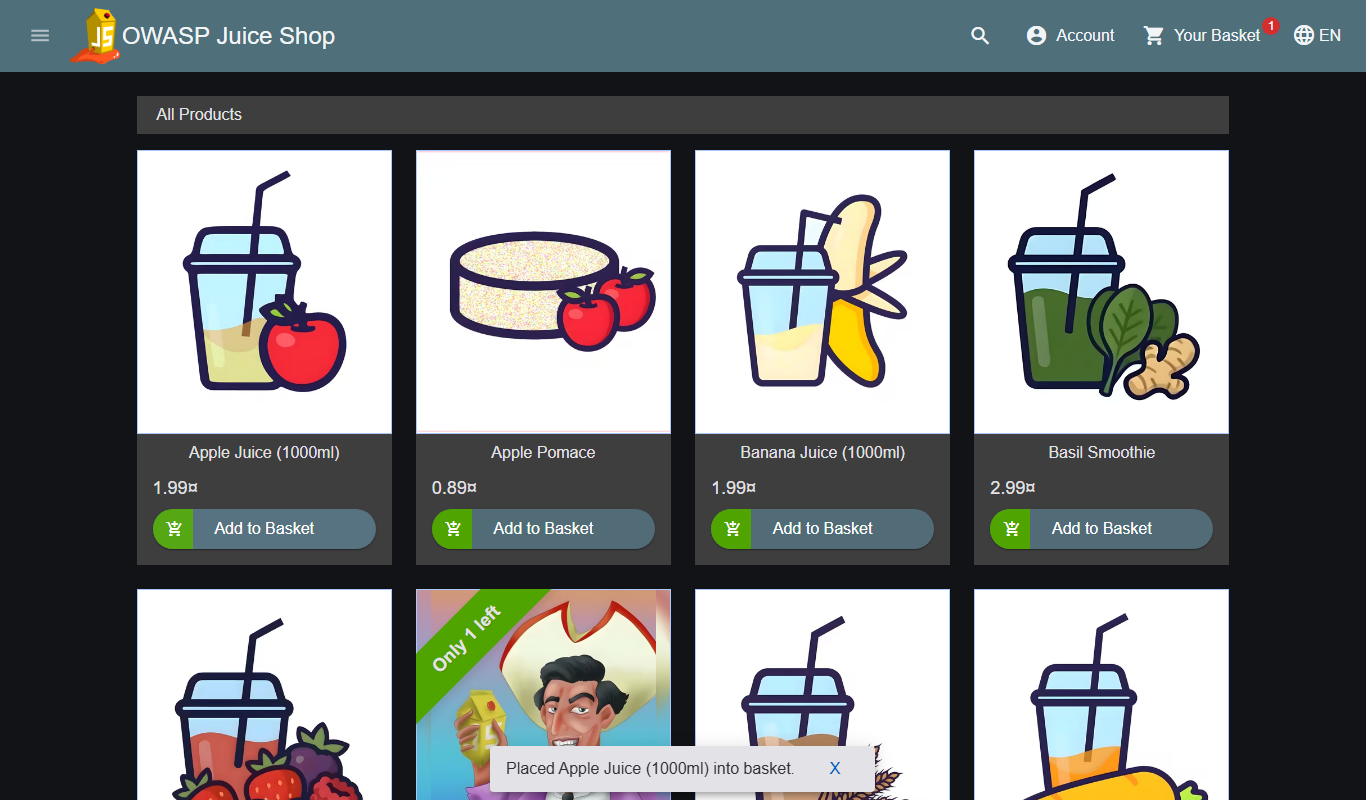 JS
OWASP Juice Shop
Account
Your Basket
1
EN
All Products
Apple Juice (1000ml)
1.99¤
Add to Basket
Apple Pomace
0.89¤
Add to Basket
Banana Juice (1000ml)
1.99¤
Add to Basket
Basil Smoothie
2.99¤
Add to Basket
Only 1 left
Placed Apple Juice (1000ml) into basket.
X